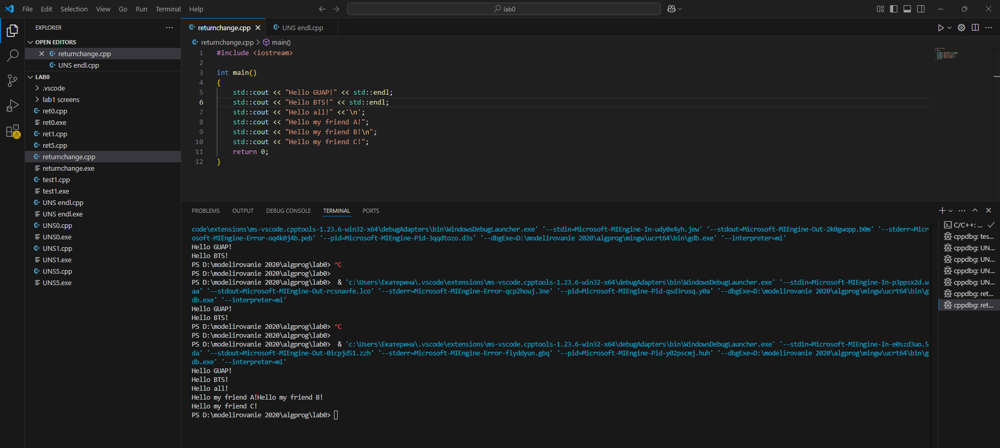 File Edit Selection View Go Run Terminal Help
lab0
EXPLORER
OPEN EDITORS
returnchange.cpp
UNS endl.cpp
LAB0
.vscode
lab1 screens
ret0.cpp
ret0.exe
ret1.cpp
ret5.cpp
returnchange.cpp
returnchange.exe
test1.cpp
test1.exe
UNS endl.cpp
UNS endl.exe
UNS0.cpp
UNS0.exe
UNS1.cpp
UNS1.exe
UNS5.cpp
UNS5.exe
returnchange.cpp UNS endl.cpp
returnchange.cpp > main()
1 #include <iostream>
2
3 int main()
4 {
5 std::cout << "Hello GUAP!" << std::endl;
6 std::cout << "Hello BTS!" << std::endl;
7 std::cout << "Hello all!" <<'\n';
8 std::cout << "Hello my friend A!";
9 std::cout << "Hello my friend B!\n";
10 std::cout << "Hello my friend C!";
11 return 0;
12 }
PROBLEMS OUTPUT DEBUG CONSOLE TERMINAL PORTS
code\extensions\ms-vscode.cpptools-1.23.6-win32-x64\debugAdapters\bin\WindowsDebugLauncher.exe' '--stdin=Microsoft-MIEngine-In-udy0x4yh.jew' '--stdout=Microsoft-MIEngine-Out-2k0gwopp.b0m' '--stderr=Micr
osoft-MIEngine-Error-oq4k0j4b.peb' '--pid=Microsoft-MIEngine-Pid-3qqdtozo.d3s' '--dbgExe=D:\modelirovanie 2020\algprog\mingw\ucrt64\bin\gdb.exe' '--interpreter=mi'
Hello GUAP!
Hello BTS!
PS D:\modelirovanie 2020\algprog\lab0> ^C
PS D:\modelirovanie 2020\algprog\lab0>
PS D:\modelirovanie 2020\algprog\lab0>  & 'c:\Users\Екатерина\.vscode\extensions\ms-vscode.cpptools-1.23.6-win32-x64\debugAdapters\bin\WindowsDebugLauncher.exe' '--stdin=Microsoft-MIEngine-In-p3ppsx2d.w
aa' '--stdout=Microsoft-MIEngine-Out-rcsnavfe.lco' '--stderr=Microsoft-MIEngine-Error-qcp2houj.3ne' '--pid=Microsoft-MIEngine-Pid-qsd3rusq.y0a' '--dbgExe=D:\modelirovanie 2020\algprog\mingw\ucrt64\bin\g
db.exe' '--interpreter=mi'
Hello GUAP!
Hello BTS!
PS D:\modelirovanie 2020\algprog\lab0> ^C
PS D:\modelirovanie 2020\algprog\lab0>
PS D:\modelirovanie 2020\algprog\lab0>  & 'c:\Users\Екатерина\.vscode\extensions\ms-vscode.cpptools-1.23.6-win32-x64\debugAdapters\bin\WindowsDebugLauncher.exe' '--stdin=Microsoft-MIEngine-In-e0szd3uo.5
da' '--stdout=Microsoft-MIEngine-Out-0icpjd51.zzh' '--stderr=Microsoft-MIEngine-Error-fiyddyun.gbq' '--pid=Microsoft-MIEngine-Pid-y02pscmj.huh' '--dbgExe=D:\modelirovanie 2020\algprog\mingw\ucrt64\bin\g
db.exe' '--interpreter=mi'
Hello GUAP!
Hello BTS!
Hello all!
Hello my friend A!Hello my friend B!
Hello my friend C!
PS D:\modelirovanie 2020\algprog\lab0>
C/C++: ...
cppdbg: tes...
cppdbg: UN...
cppdbg: UN...
cppdbg: UN...
cppdbg: UN...
cppdbg: ret...
cppdbg: ret...